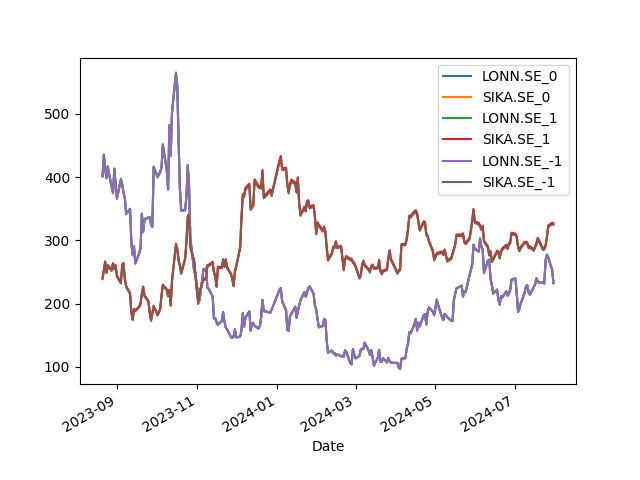 500
400
300
200
100
LONN.SE_0
SIKA.SE_0
LONN.SE_1
SIKA.SE_1
LONN.SE_-1
SIKA.SE_-1
2023-09
2023-11
2024-01
2024-03
2024-05
2024-07
Date